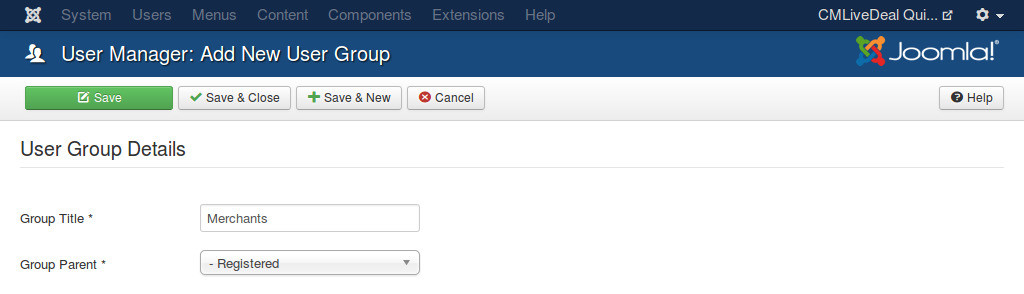 System Users Menus Content Components Extensions Help CMLiveDeal Qui...
User Manager: Add New User Group Joomla!®
Save Save & Close Save & New Cancel Help
User Group Details
Group Title * Merchants
Group Parent * - Registered